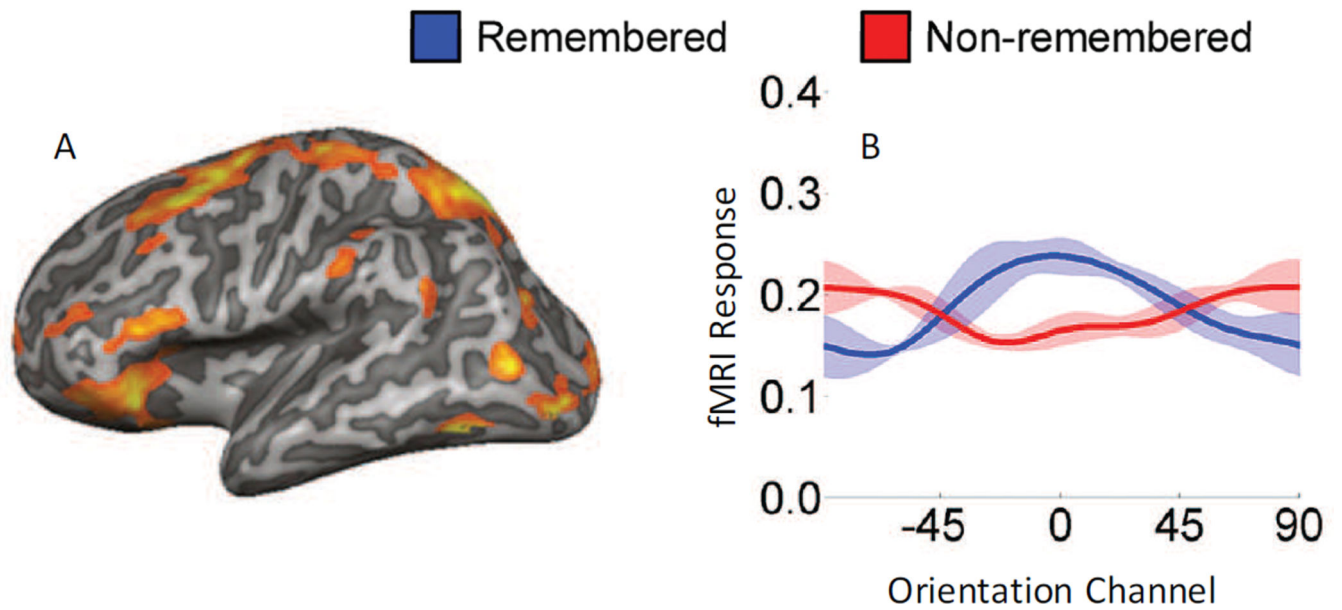 Remembered
Non-remembered
A
B
fMRI Response
0.4
0.3
0.2
0.1
0.0
-45
0
45
90
Orientation Channel